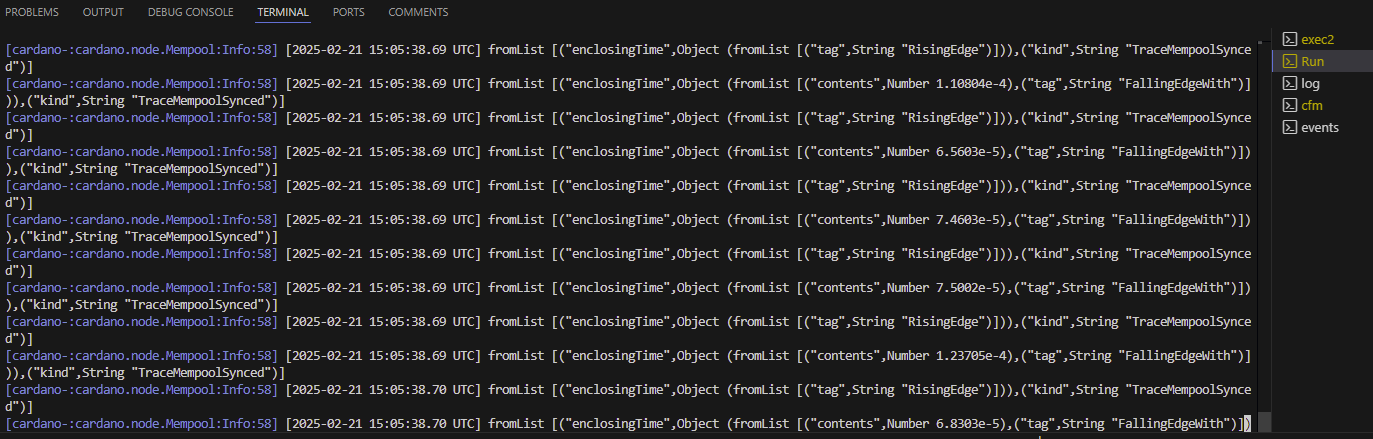 PROBLEMS OUTPUT DEBUG CONSOLE TERMINAL PORTS COMMENTS
[cardano-:cardano.node.Mempool:Info:58] [2025-02-21 15:05:38.69 UTC] fromList [("enclosingTime",Object (fromList [("tag",String "RisingEdge")])),("kind",String "TraceMempoolSynce
d")]
[cardano-:cardano.node.Mempool:Info:58] [2025-02-21 15:05:38.69 UTC] fromList [("enclosingTime",Object (fromList [("contents",Number 1.10804e-4),("tag",String "FallingEdgeWith")]
)),("kind",String "TraceMempoolSynced")]
[cardano-:cardano.node.Mempool:Info:58] [2025-02-21 15:05:38.69 UTC] fromList [("enclosingTime",Object (fromList [("tag",String "RisingEdge")])),("kind",String "TraceMempoolSynce
d")]
[cardano-:cardano.node.Mempool:Info:58] [2025-02-21 15:05:38.69 UTC] fromList [("enclosingTime",Object (fromList [("contents",Number 6.5603e-5),("tag",String "FallingEdgeWith")])
),("kind",String "TraceMempoolSynced")]
[cardano-:cardano.node.Mempool:Info:58] [2025-02-21 15:05:38.69 UTC] fromList [("enclosingTime",Object (fromList [("tag",String "RisingEdge")])),("kind",String "TraceMempoolSynce
d")]
[cardano-:cardano.node.Mempool:Info:58] [2025-02-21 15:05:38.69 UTC] fromList [("enclosingTime",Object (fromList [("contents",Number 7.4603e-5),("tag",String "FallingEdgeWith")])
),("kind",String "TraceMempoolSynced")]
[cardano-:cardano.node.Mempool:Info:58] [2025-02-21 15:05:38.69 UTC] fromList [("enclosingTime",Object (fromList [("tag",String "RisingEdge")])),("kind",String "TraceMempoolSynce
d")]
[cardano-:cardano.node.Mempool:Info:58] [2025-02-21 15:05:38.69 UTC] fromList [("enclosingTime",Object (fromList [("contents",Number 7.5002e-5),("tag",String "FallingEdgeWith")])
),("kind",String "TraceMempoolSynced")]
[cardano-:cardano.node.Mempool:Info:58] [2025-02-21 15:05:38.69 UTC] fromList [("enclosingTime",Object (fromList [("tag",String "RisingEdge")])),("kind",String "TraceMempoolSynce
d")]
[cardano-:cardano.node.Mempool:Info:58] [2025-02-21 15:05:38.69 UTC] fromList [("enclosingTime",Object (fromList [("contents",Number 1.23705e-4),("tag",String "FallingEdgeWith")]
)),("kind",String "TraceMempoolSynced")]
[cardano-:cardano.node.Mempool:Info:58] [2025-02-21 15:05:38.70 UTC] fromList [("enclosingTime",Object (fromList [("tag",String "RisingEdge")])),("kind",String "TraceMempoolSynce
d")]
[cardano-:cardano.node.Mempool:Info:58] [2025-02-21 15:05:38.70 UTC] fromList [("enclosingTime",Object (fromList [("contents",Number 6.8303e-5),("tag",String "FallingEdgeWith")])
exec2
Run
log
cfm
events